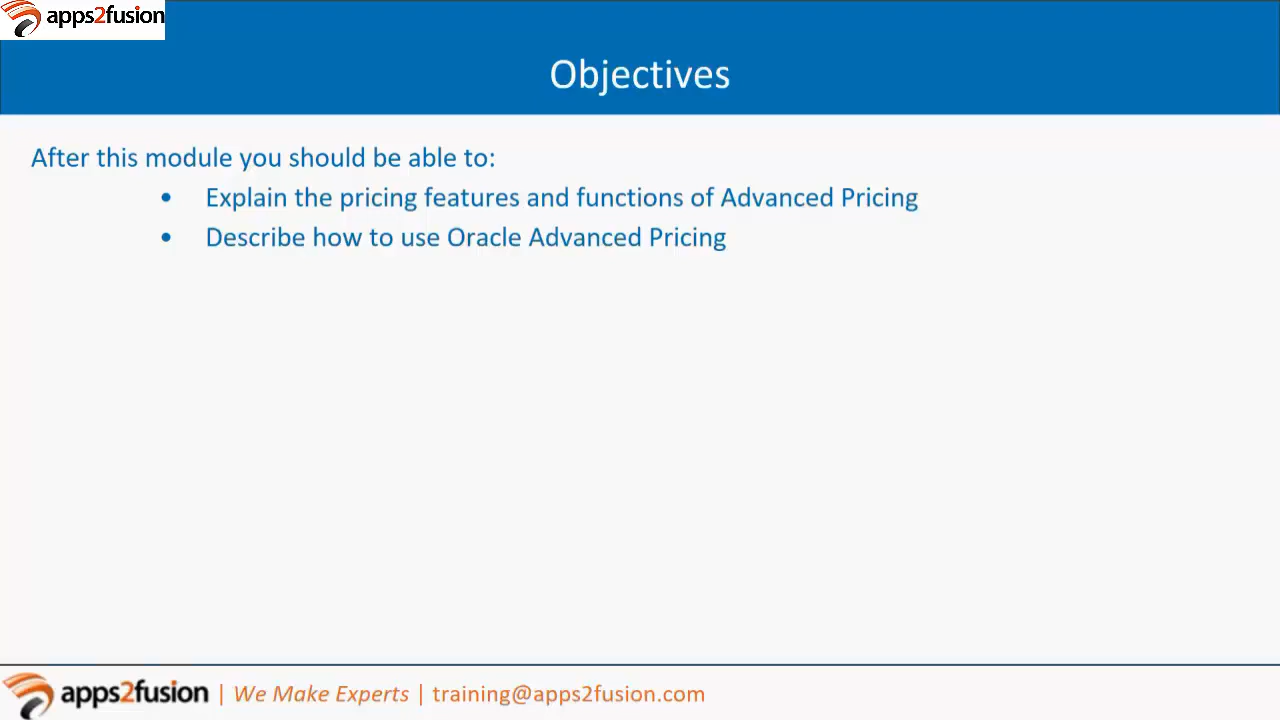 apps2fusion
Objectives
After this module you should be able to:
• Explain the pricing features and functions of Advanced Pricing
• Describe how to use Oracle Advanced Pricing
apps2fusion | We Make Experts | training@apps2fusion.com